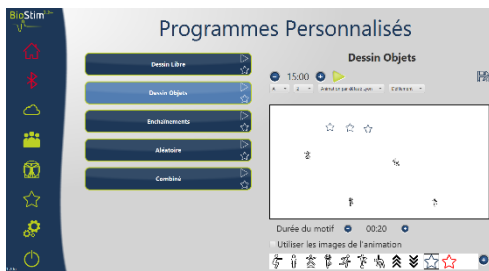 BioStim
Programmes Personnalisés
Dessin Libre
Dessin Objets
Enchaînements
Aléatoire
Combiné
Dessin Objets
15:00
Durée du motif 00:20
Utiliser les images de l'animation